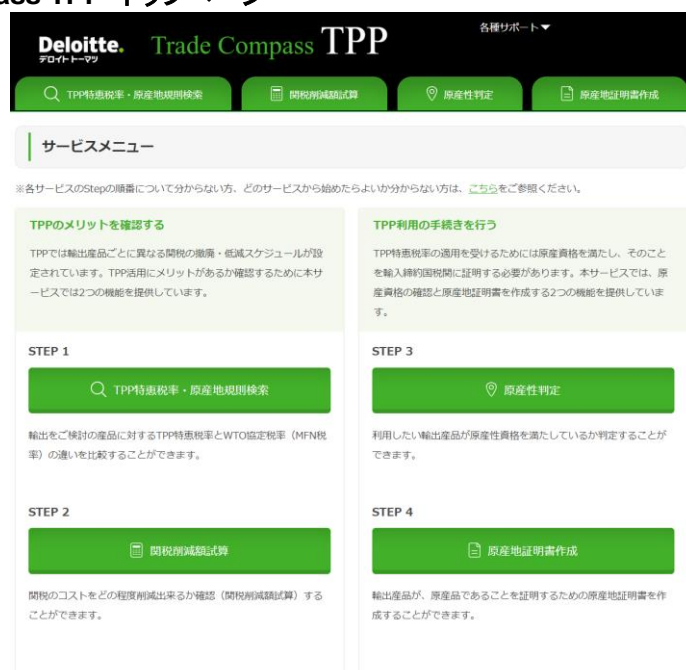 Deloitte.
デロイト トーマツ
Trade Compass TPP
各種サポート▼
TPP特恵税率・原産地規則検索
関税削減額試算
原産性判定
原産地証明書作成
サービスメニュー
※各サービスのStepの順番について分からない方、どのサービスから始めたらよいか分からない方は、こちらをご参照ください。
TPPのメリットを確認する
TPPでは輸出産品ごとに異なる関税の撤廃・低減スケジュールが設
定されています。TPP活用にメリットがあるか確認するために本サ
ービスでは2つの機能を提供しています。
STEP 1
TPP特恵税率・原産地規則検索
輸出をご検討の産品に対するTPP特恵税率とWTO協定税率（MFN税
率）の違いを比較することができます。
STEP 2
関税削減額試算
関税のコストをどの程度削減出来るか確認（関税削減額試算）する
ことができます。
TPP利用の手続きを行う
TPP特恵税率の適用を受けるためには原産資格を満たし、そのこと
を輸入締約国税関に証明する必要があります。本サービスでは、原
産資格の確認と原産地証明書を作成する2つの機能を提供していま
す。
STEP 3
原産性判定
利用したい輸出産品が原産性資格を満たしているか判定することが
できます。
STEP 4
原産地証明書作成
輸出産品が、原産品であることを証明するための原産地証明書を作
成することができます。